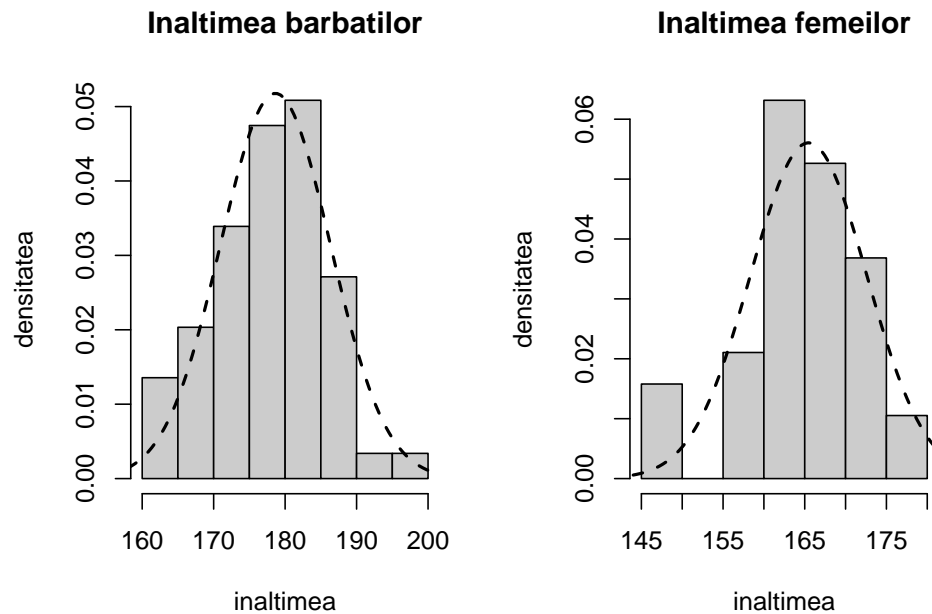 Inaltimea barbatilor
densitatea
0.00 0.01 0.02 0.03 0.04 0.05
160 170 180 190 200
inaltimea
Inaltimea femeilor
densitatea
0.00 0.02 0.04 0.06
145 155 165 175
inaltimea